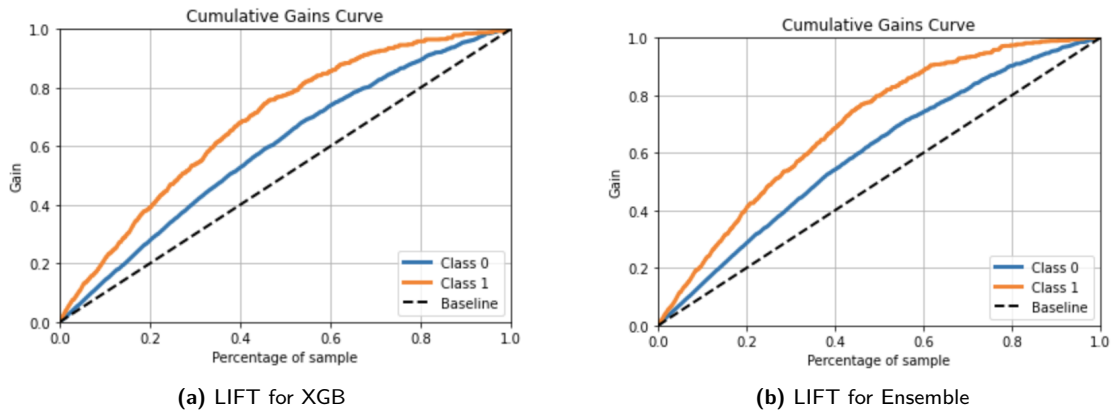 Cumulative Gains Curve
1.0
0.8
0.6
0.4
0.2
0.0
Gain
0.0 0.2 0.4 0.6 0.8 1.0
Percentage of sample
Class 0
Class 1
Baseline
(a) LIFT for XGB
Cumulative Gains Curve
1.0
0.8
0.6
0.4
0.2
0.0
Gain
0.0 0.2 0.4 0.6 0.8 1.0
Percentage of sample
Class 0
Class 1
Baseline
(b) LIFT for Ensemble